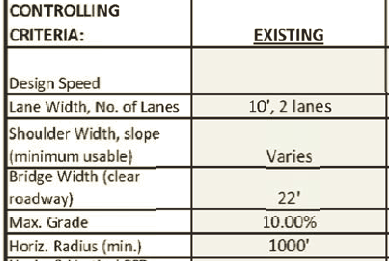 CONTROLLING
CRITERIA: EXISTING
Design Speed
Lane Width, No. of Lanes 10', 2 lanes
Shoulder Width, slope
(minimum usable) Varies
Bridge Width (clear
roadway) 22'
Max. Grade 10.00%
Horiz. Radius (min.) 1000'